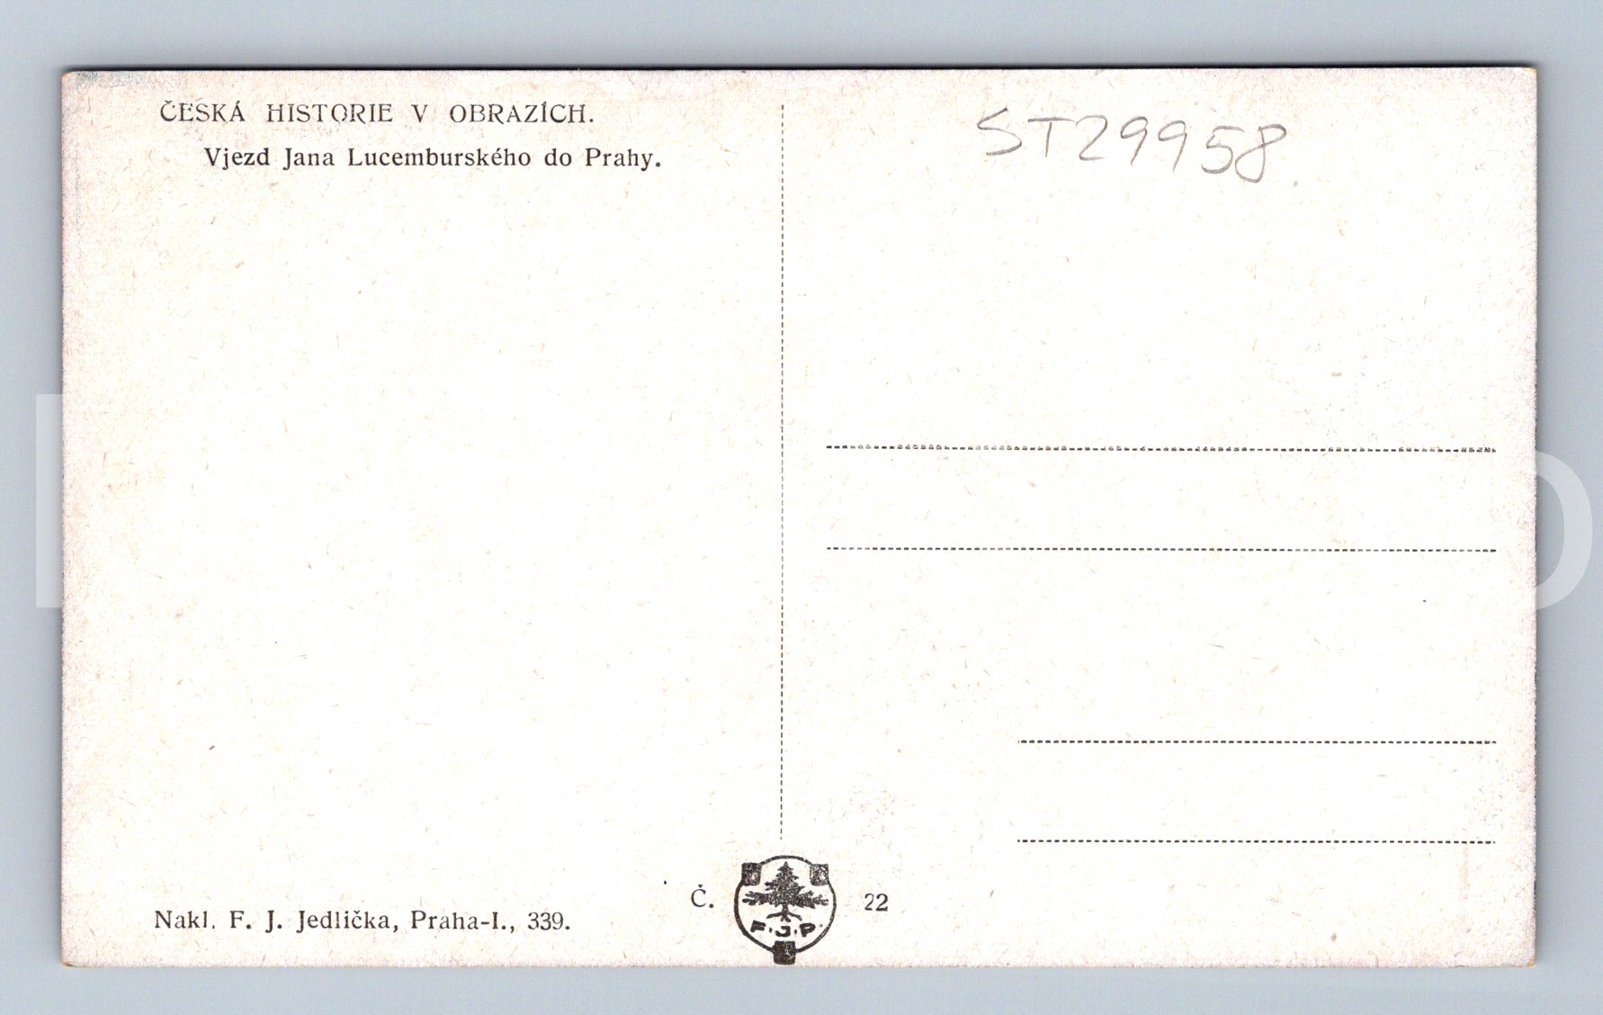 ČESKÁ HISTORIE V OBRAZÍCH.
Vjezd Jana Lucemburského do Prahy.
ST29958
Nakl. F. J. Jedlička, Praha-I., 339.
Č. 22
F.J.P.